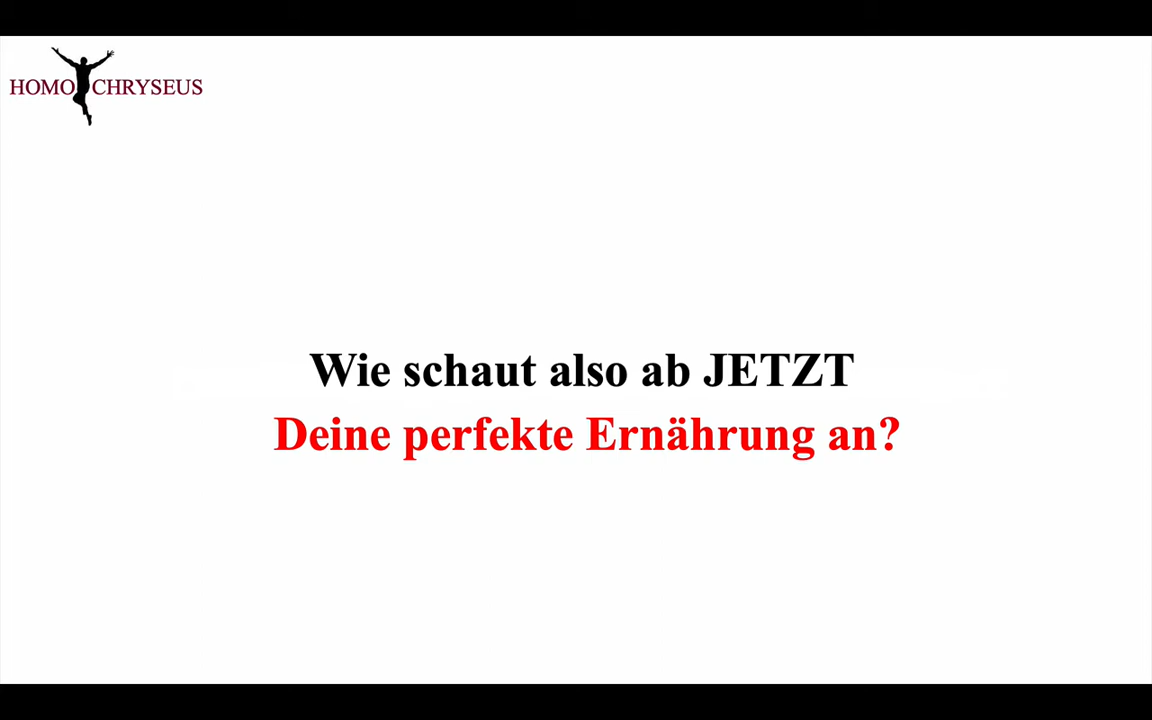 HOMO CHRYSEUS
Wie schaut also ab JETZT
Deine perfekte Ernährung an?